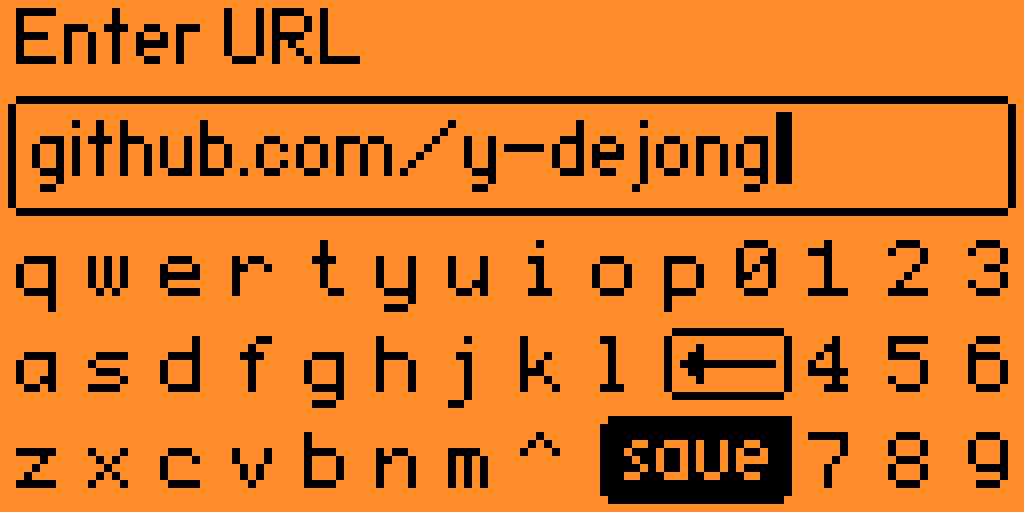 Enter URL
github.com/y-dejong
q w e r t y u i o p 0 1 2 3
a s d f g h j k l 4 5 6
z x c v b n m ^ save 7 8 9